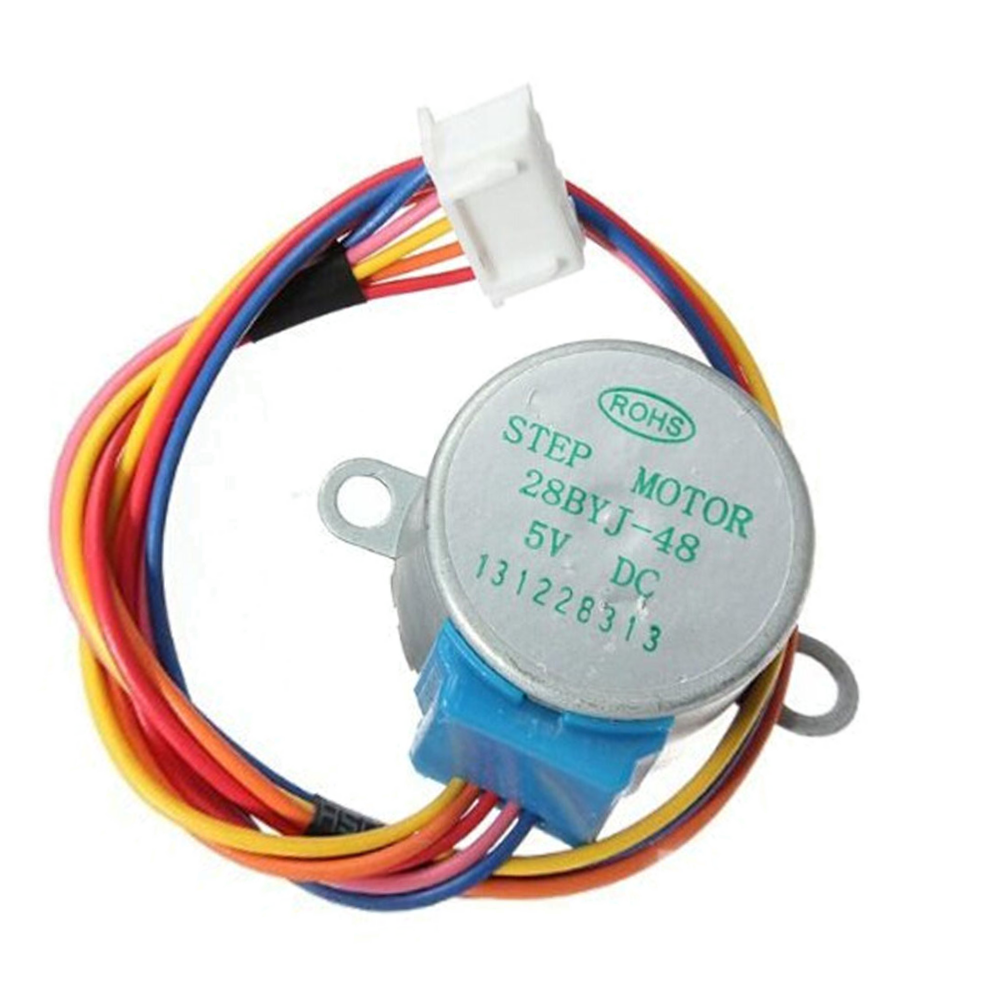 ROHS
STEP MOTOR
28BYJ-48
5V DC
131228313